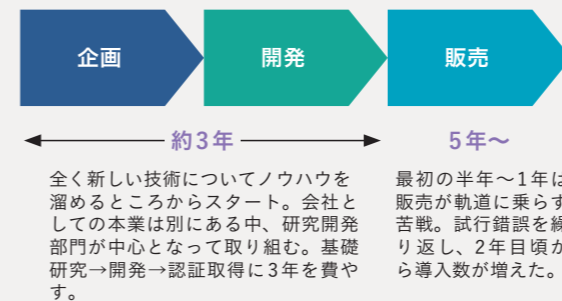 企画
開発
販売
約3年
5年〜
全く新しい技術についてノウハウを
溜めるところからスタート。会社と
しての本業は別にある中、研究開発
部門が中心となって取り組む。基礎
研究→開発→認証取得に3年を費や
す。
最初の半年〜1年は
販売が軌道に乗らず
苦戦。試行錯誤を繰
り返し、2年目頃か
ら導入数が増えた。